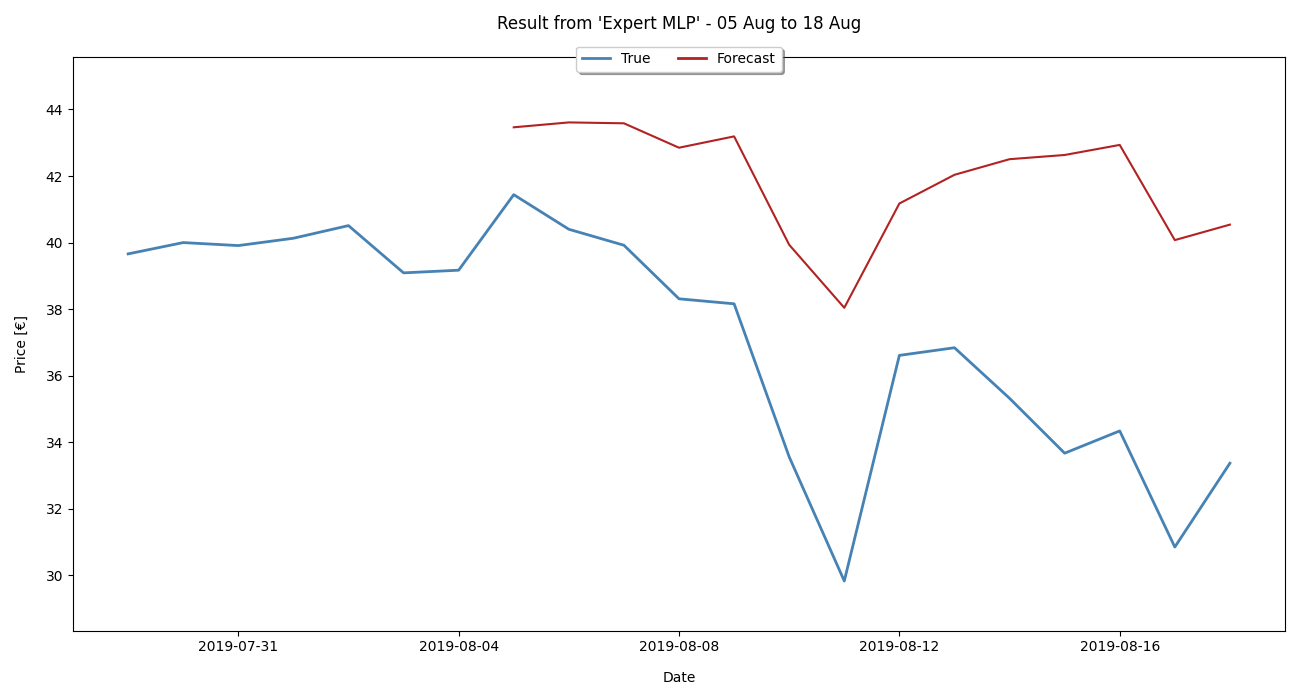 Result from 'Expert MLP' - 05 Aug to 18 Aug
True Forecast
44
42
40
38
36
34
32
30
Price [€]
2019-07-31 2019-08-04 2019-08-08 2019-08-12 2019-08-16
Date